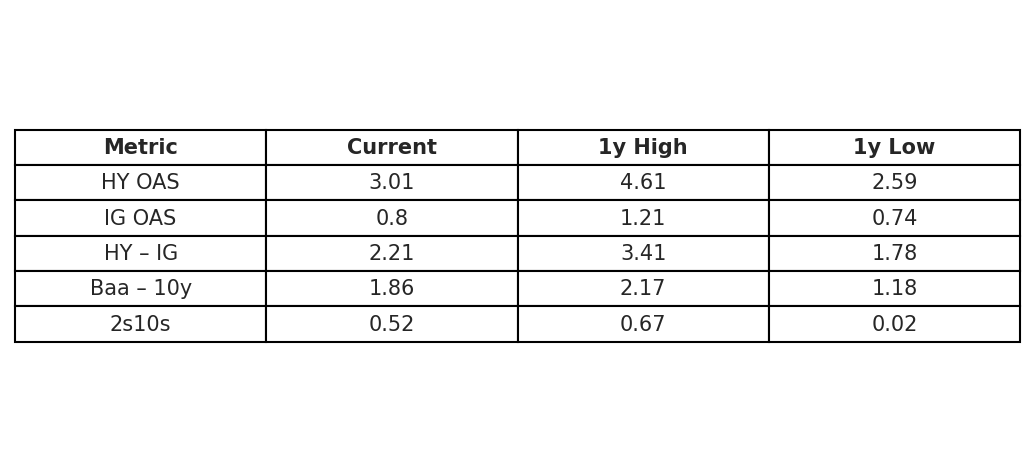 Metric Current 1y High 1y Low
HY OAS 3.01 4.61 2.59
IG OAS 0.8 1.21 0.74
HY – IG 2.21 3.41 1.78
Baa – 10y 1.86 2.17 1.18
2s10s 0.52 0.67 0.02